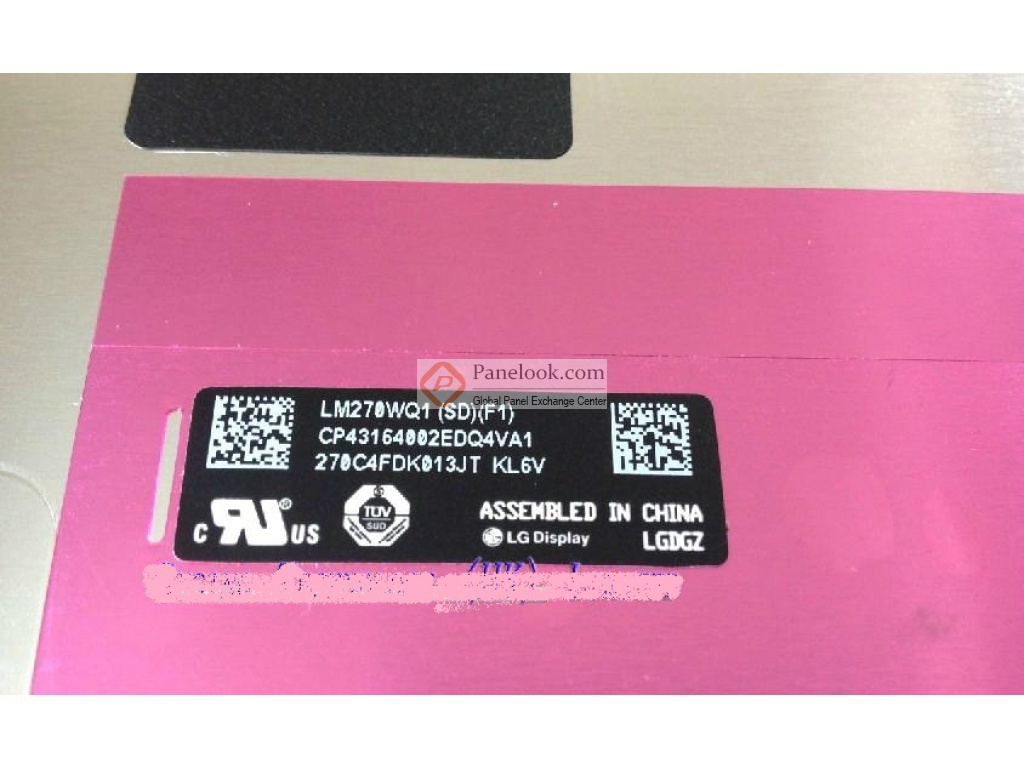 Panelook.com
Global Panel Exchange Center
LM270WQ1 (SD)(F1)
CP43164002EDQ4VA1
270C4FDK013JT KL6V
C RU US
TÜV
SÜD
ASSEMBLED IN CHINA
LG Display
LGDGZ